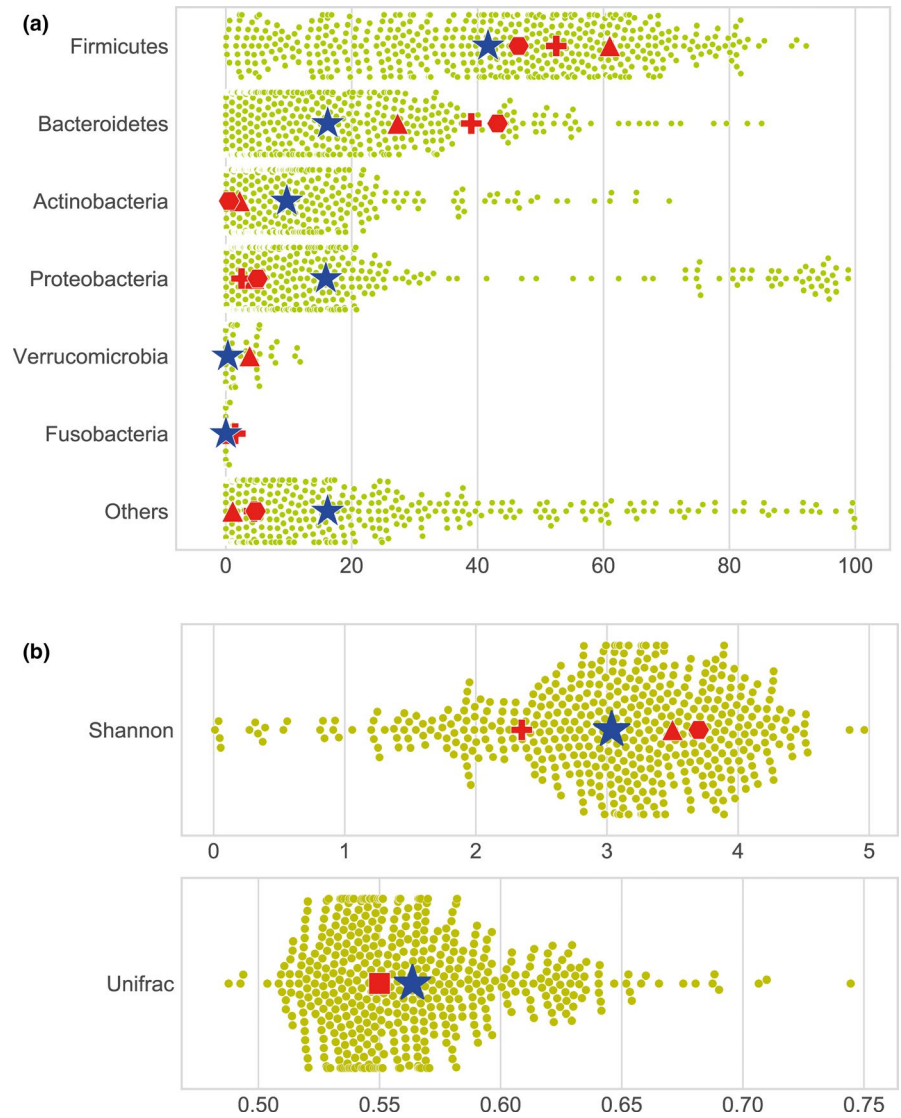 (a)
Firmicutes
Bacteroidetes
Actinobacteria
Proteobacteria
Verrucomicrobia
Fusobacteria
Others
0 20 40 60 80 100
(b)
Shannon
0 1 2 3 4 5
Unifrac
0.50 0.55 0.60 0.65 0.70 0.75